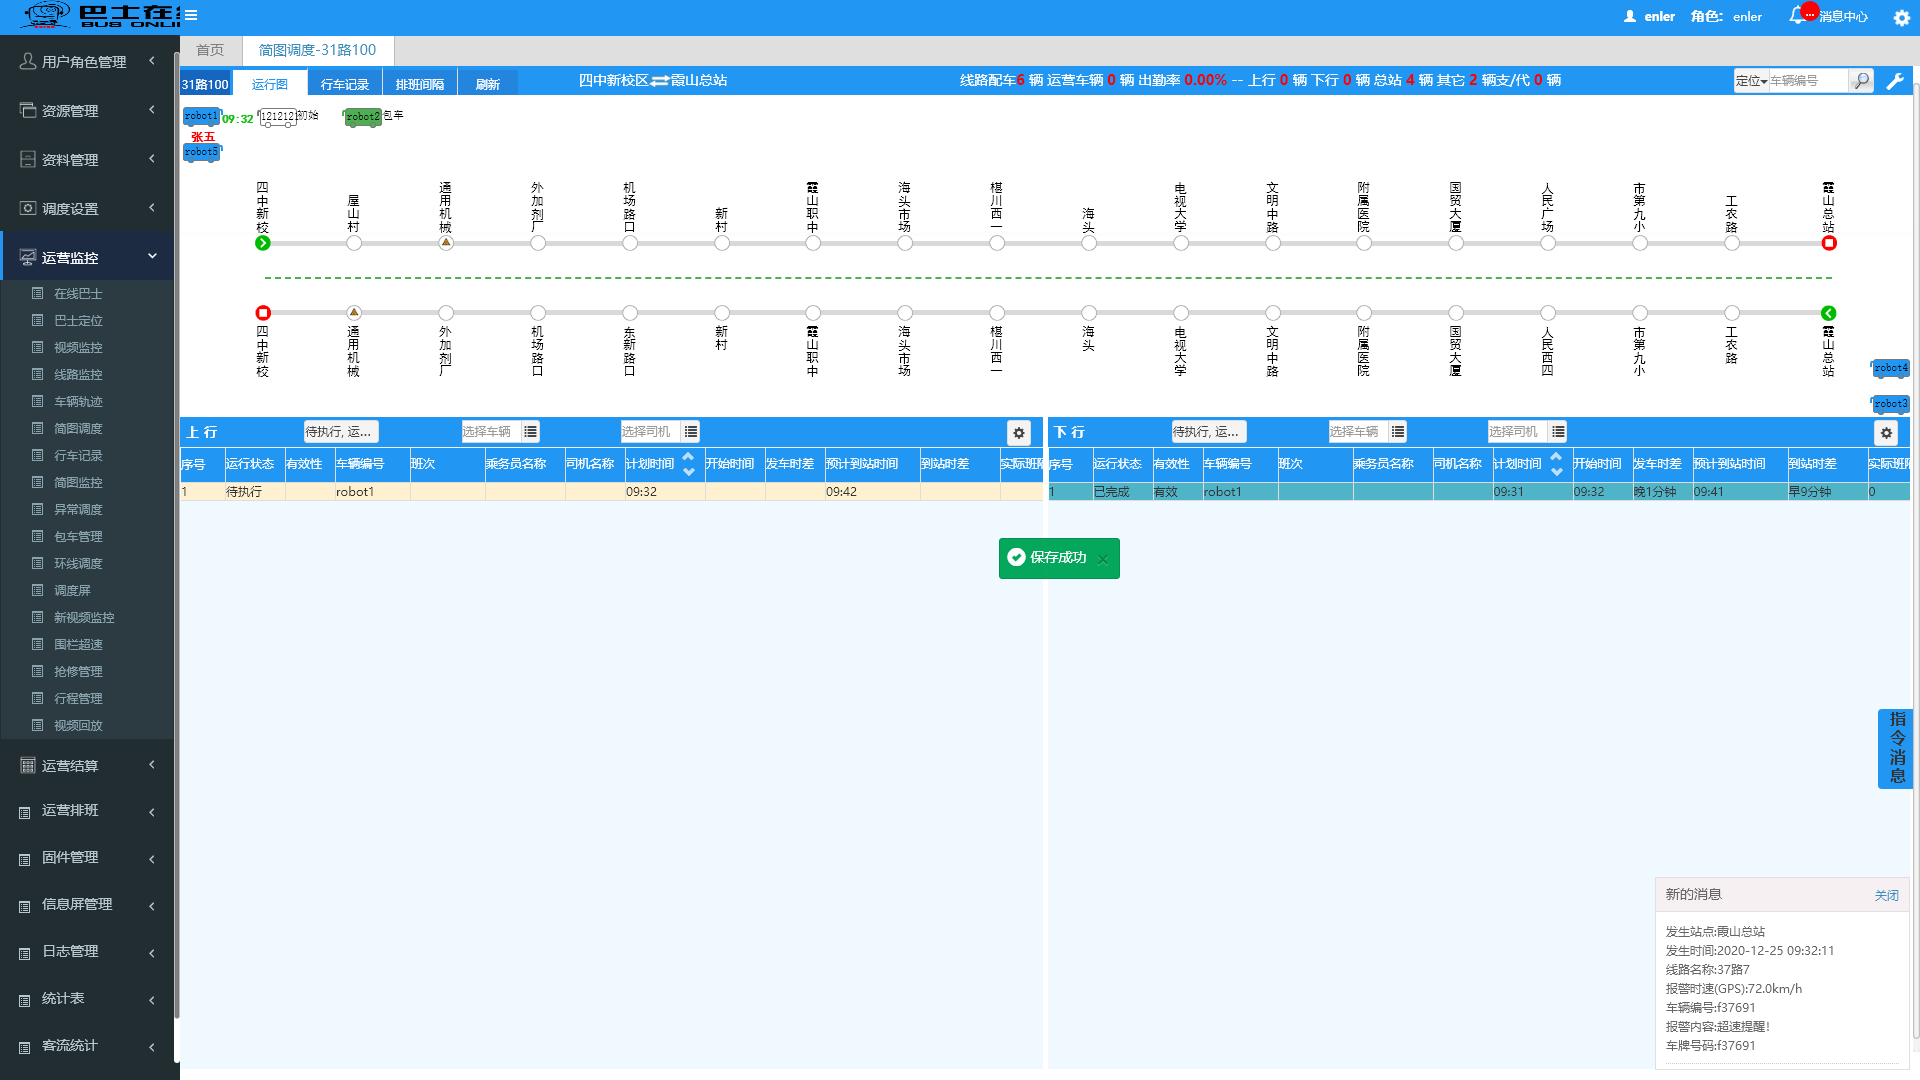 巴士在线
BUS ONLI
enler 角色: enler 消息中心
用户角色管理
资源管理
资料管理
调度设置
运营监控
在线巴士
巴士定位
视频监控
线路监控
车辆轨迹
简图调度
行车记录
简图监控
异常调度
包车管理
环线调度
调度屏
新视频监控
围栏超速
抢修管理
行程管理
视频回放
运营结算
运营排班
固件管理
信息屏管理
日志管理
统计表
客流统计
首页 简图调度-31路100
31路100 运行图 行车记录 排班间隔 刷新 四中新校区⇄霞山总站 线路配车6 辆 运营车辆 0 辆 出勤率 0.00% -- 上行 0 辆 下行 0 辆 总站 4 辆 其它 2 辆支/代 0 辆 定位 车辆编号
robot1 09:32 121212 初始 robot2 包车
张五
robot5
四中新校 屋山村 通用机械 外加剂厂 机场路口 新村 霞山职中 海头市场 椹川西一 海头 电视大学 文明中路 附属医院 国贸大厦 人民广场 市第九小 工农路 霞山总站
四中新校 通用机械 外加剂厂 机场路口 东新路口 新村 霞山职中 海头市场 椹川西一 海头 电视大学 文明中路 附属医院 国贸大厦 人民西四 市第九小 工农路 霞山总站
robot4
robot3
上行 待执行, 运... 选择车辆 选择司机
序号 运行状态 有效性 车辆编号 班次 乘务员名称 司机名称 计划时间 开始时间 发车时差 预计到站时间 到站时差 实际班
1 待执行 robot1 09:32 09:42
下行 待执行, 运... 选择车辆 选择司机
序号 运行状态 有效性 车辆编号 班次 乘务员名称 司机名称 计划时间 开始时间 发车时差 预计到站时间 到站时差 实际班
1 已完成 有效 robot1 09:31 09:32 晚1分钟 09:41 早9分钟 0
保存成功 ×
指令消息
新的消息 关闭
发生站点:霞山总站
发生时间:2020-12-25 09:32:11
线路名称:37路7
报警时速(GPS):72.0km/h
车辆编号:f37691
报警内容:超速提醒!
车牌号码:f37691